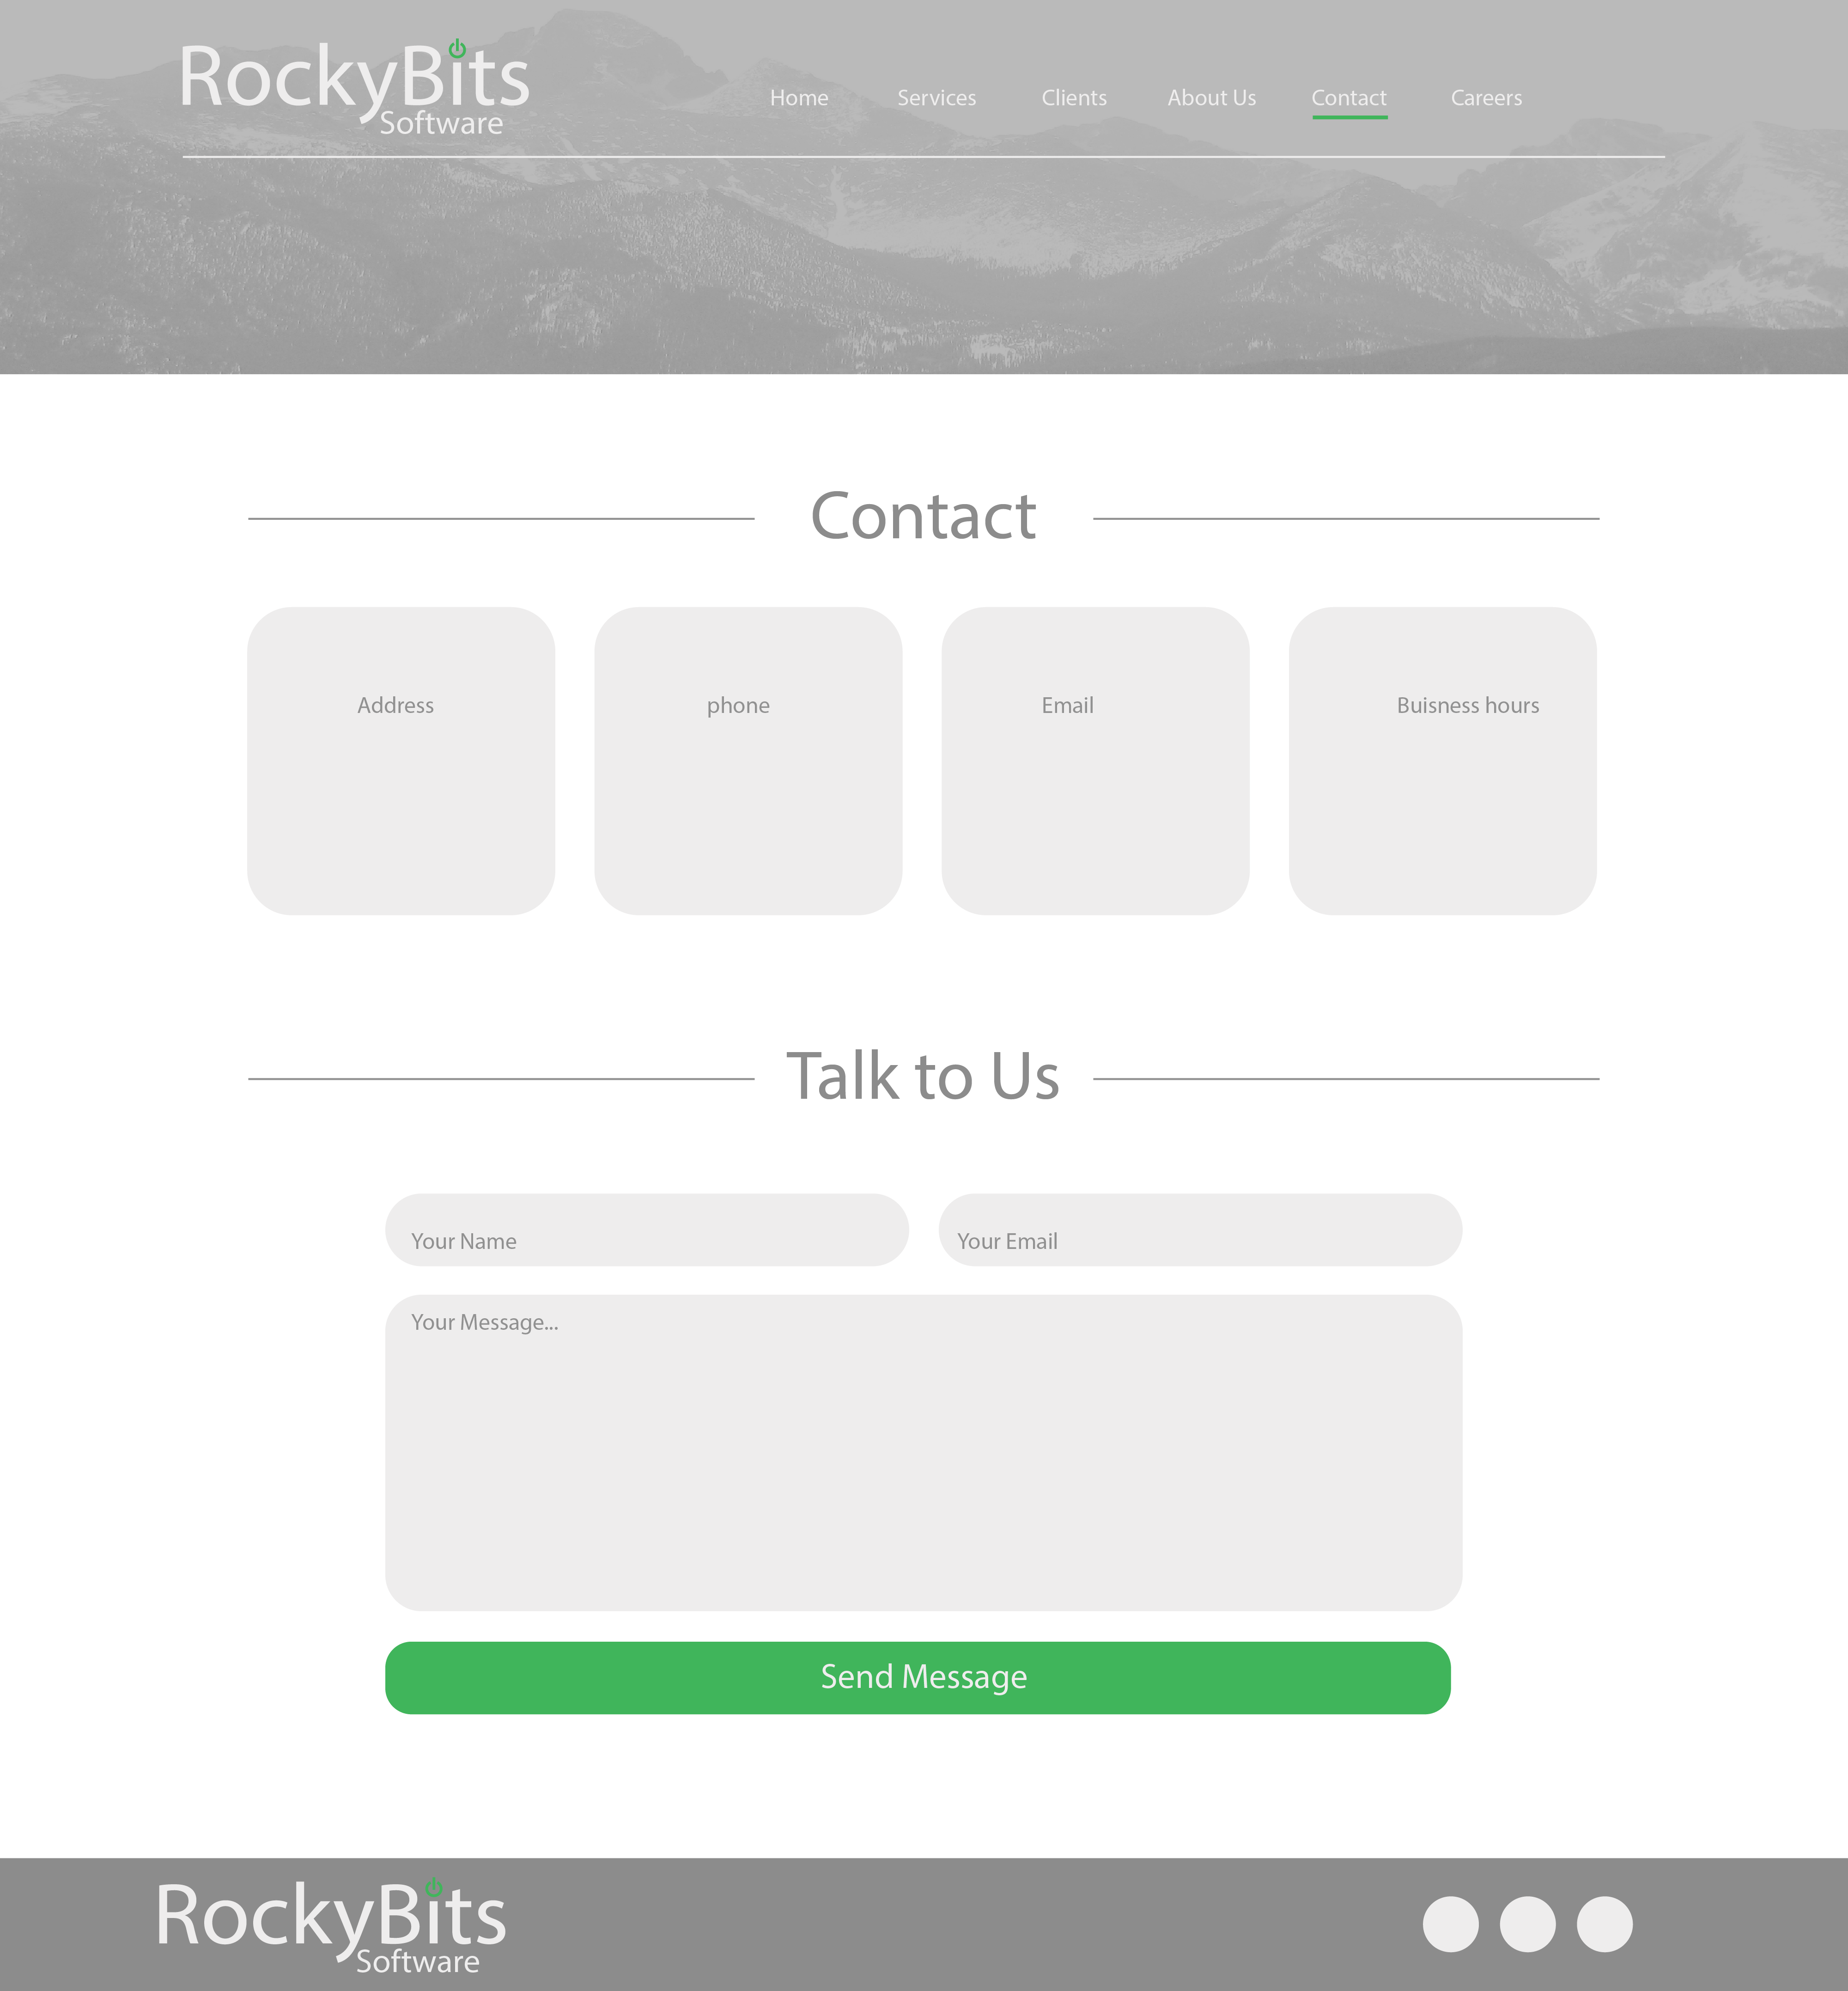 RockyBits
Software
Home Services Clients About Us Contact Careers
Contact
Address phone Email Buisness hours
Talk to Us
Your Name Your Email
Your Message...
Send Message
RockyBits
Software